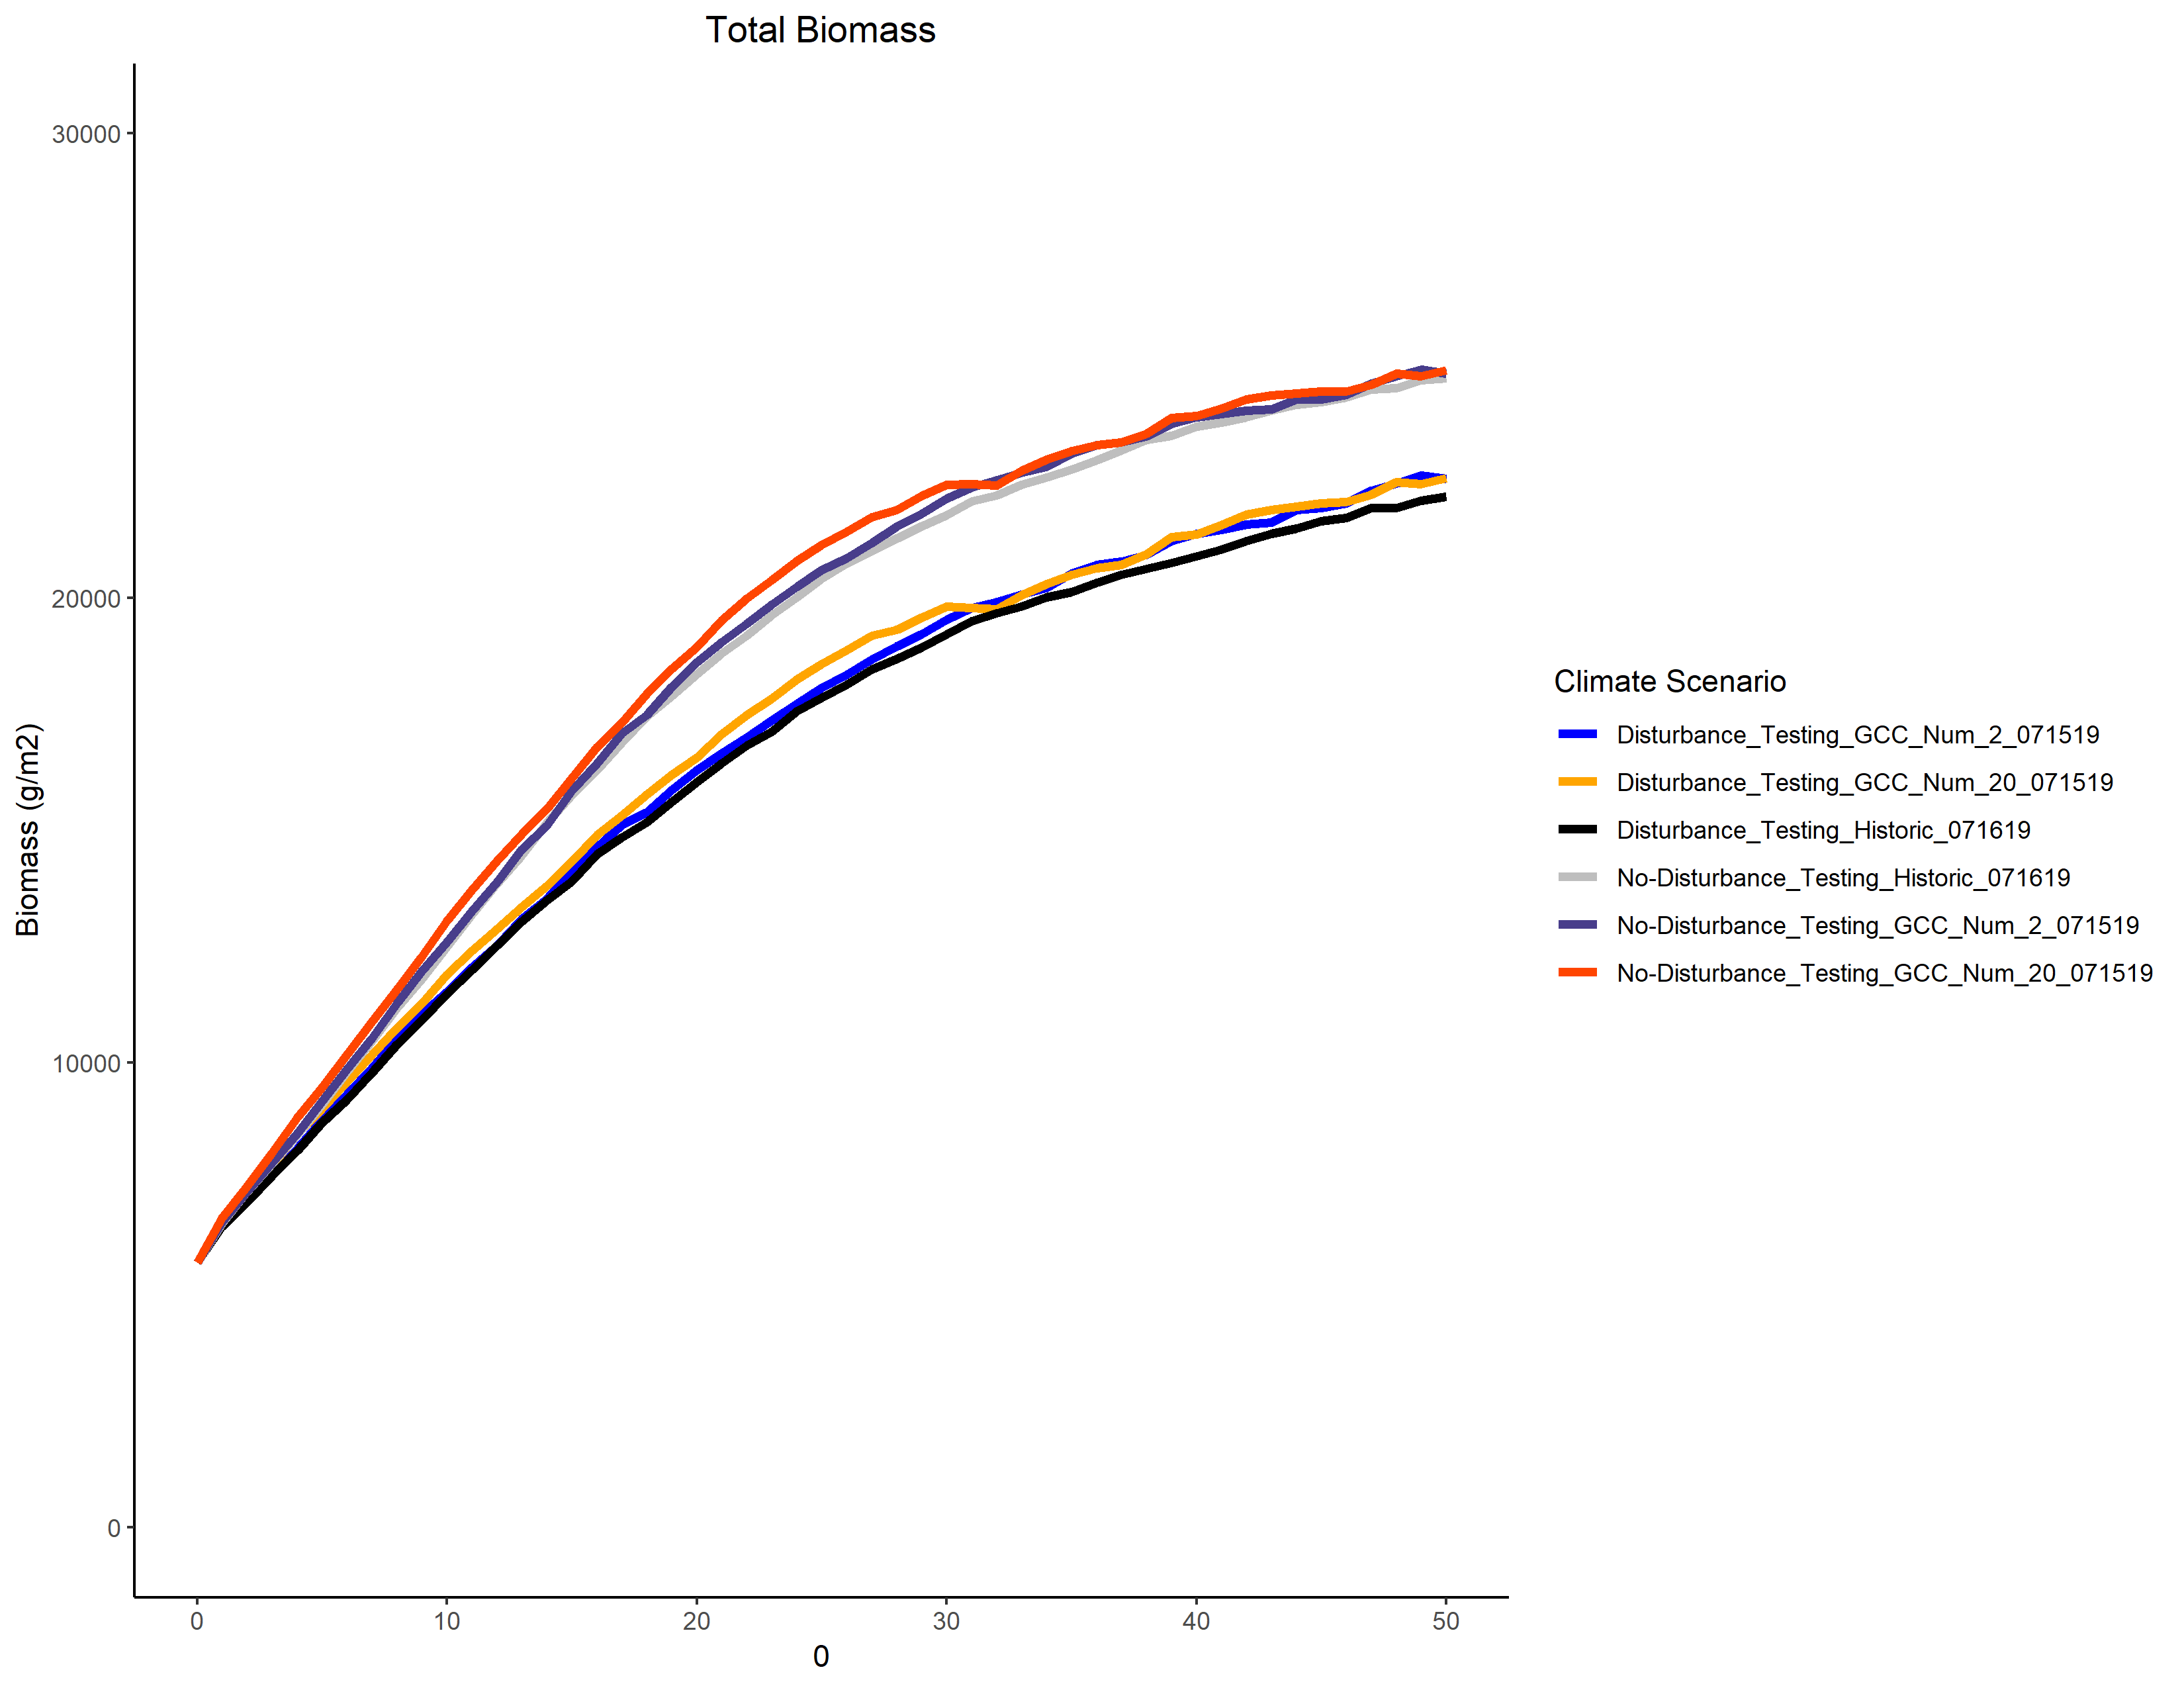 Total Biomass
30000
20000
10000
0
Biomass (g/m2)
0
10
20
30
40
50
0
Climate Scenario
Disturbance_Testing_GCC_Num_2_071519
Disturbance_Testing_GCC_Num_20_071519
Disturbance_Testing_Historic_071619
No-Disturbance_Testing_Historic_071619
No-Disturbance_Testing_GCC_Num_2_071519
No-Disturbance_Testing_GCC_Num_20_071519